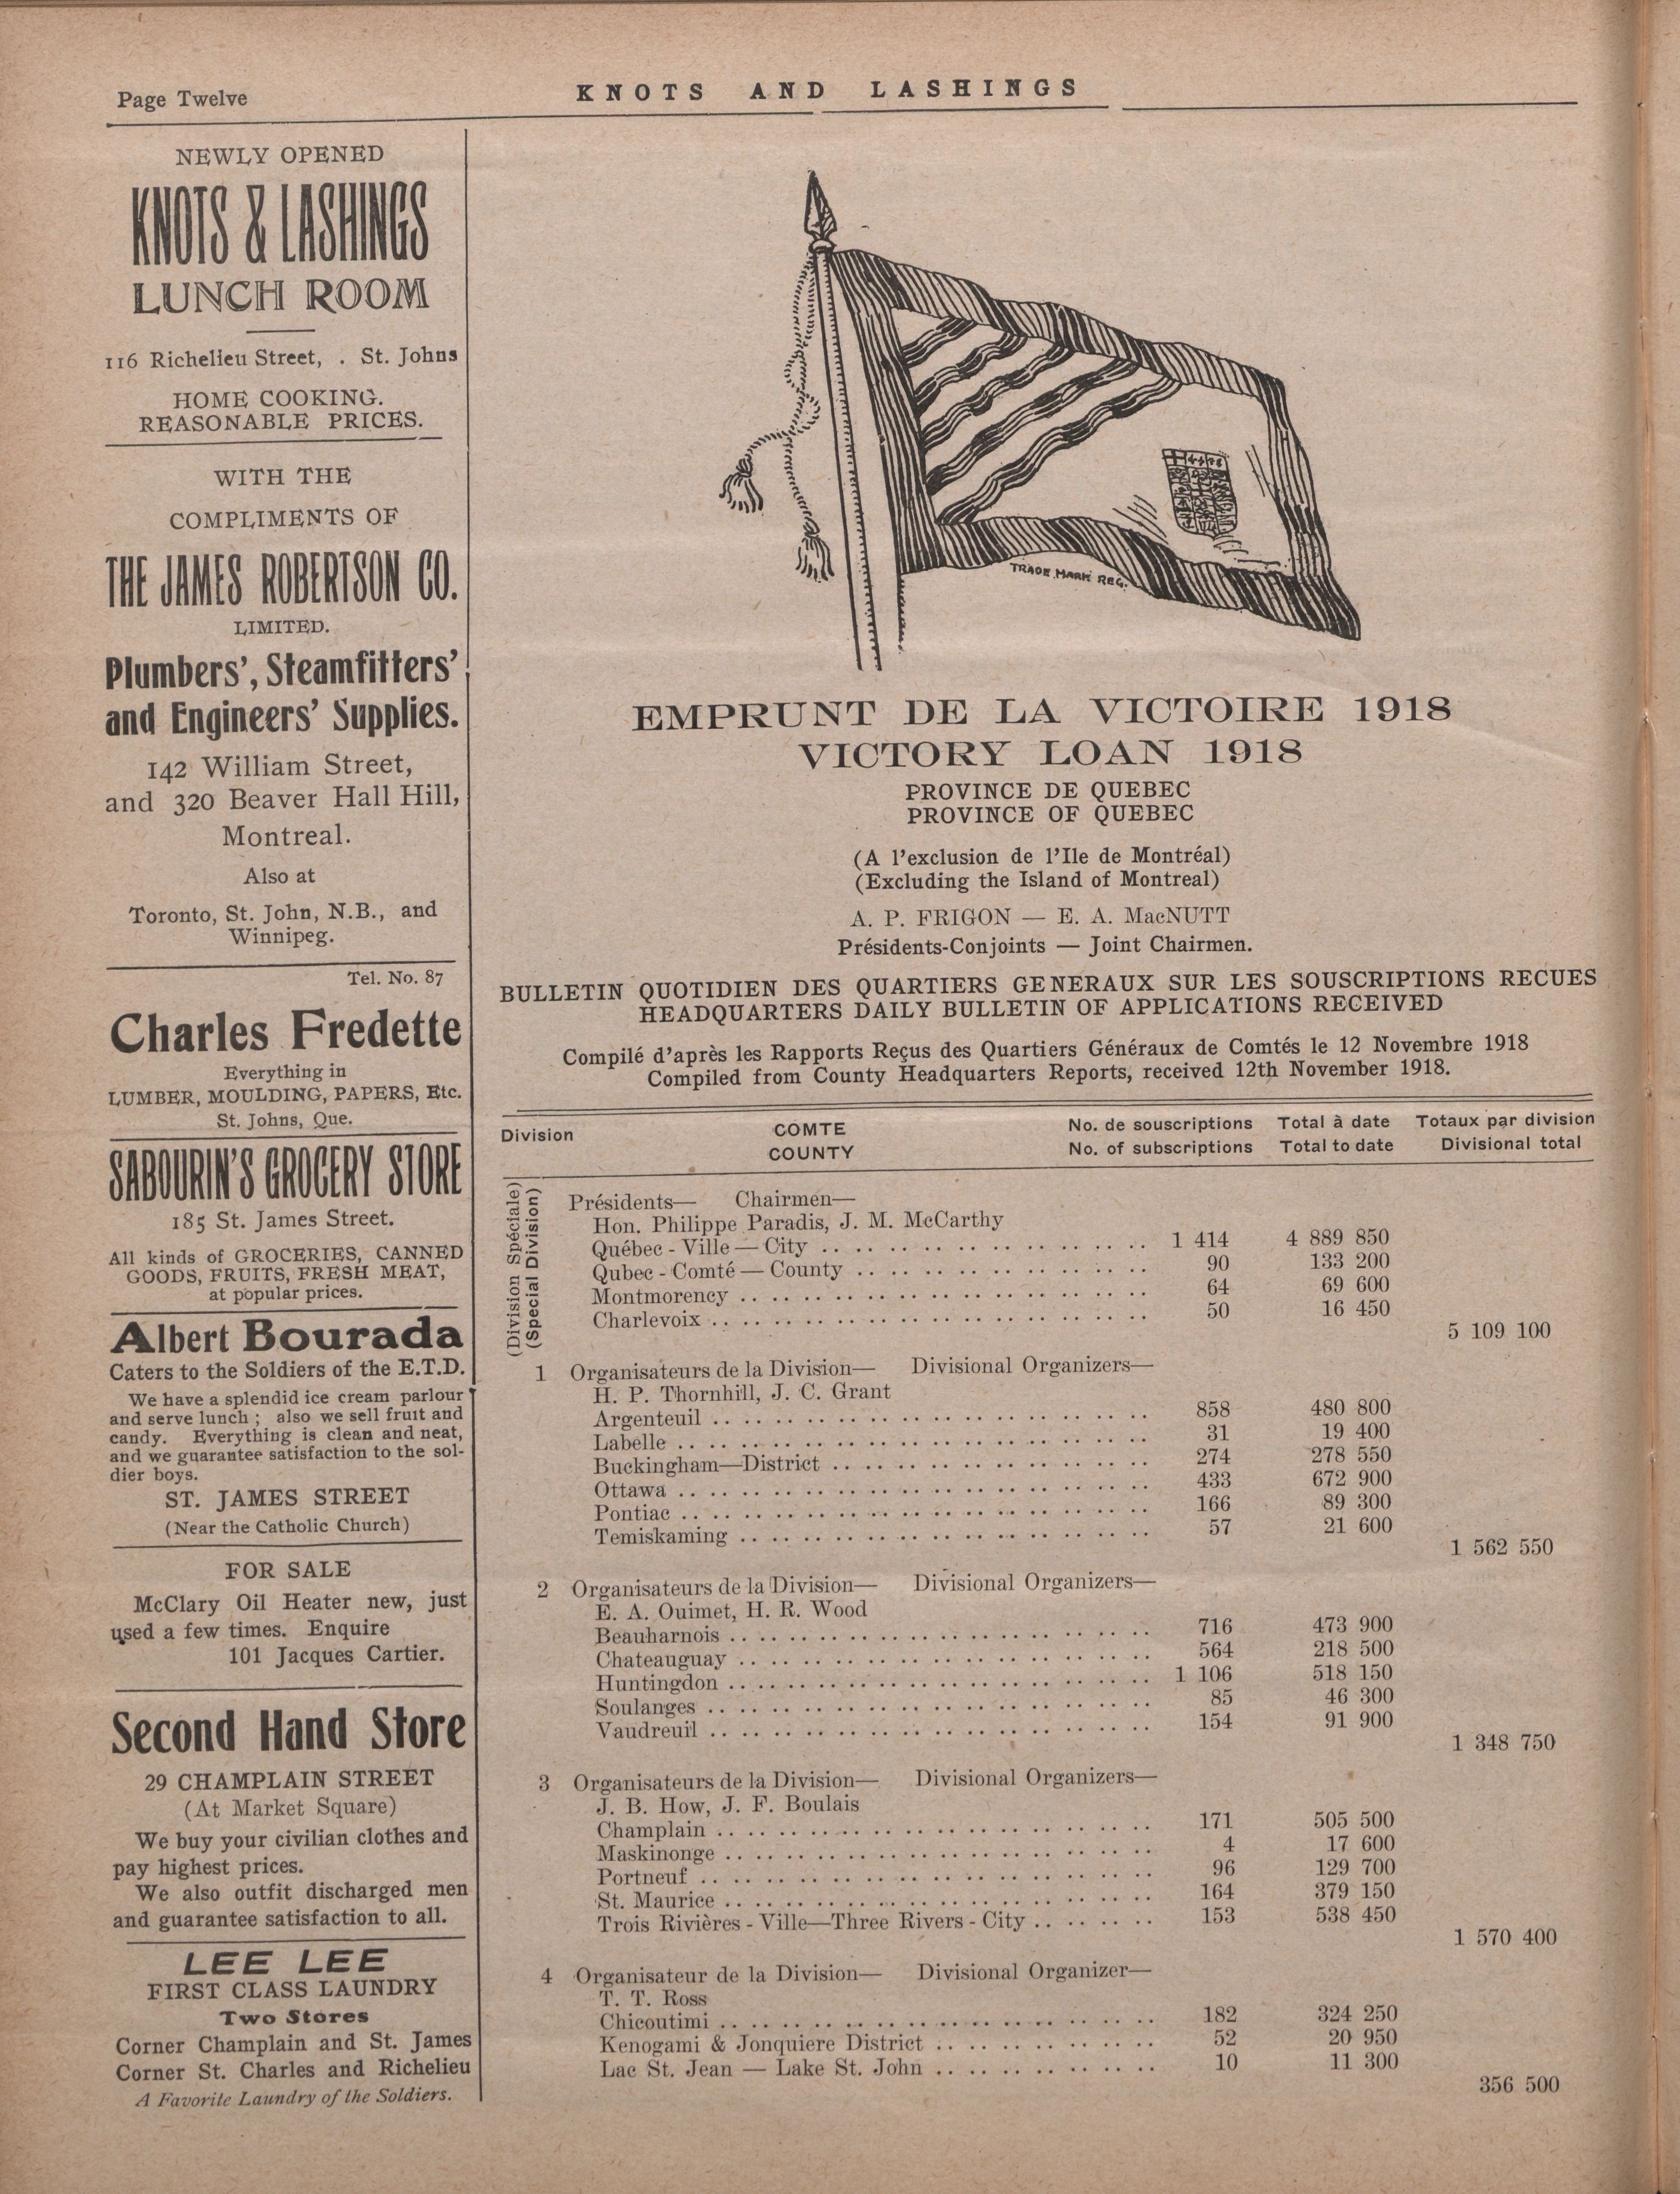 Page Twelve
KNOTS AND LASHINGS
NEWLY OPENED
KNOTS & LASHINGS
LUNCH ROOM
116 Richelieu Street, . St. Johns
HOME COOKING.
REASONABLE PRICES.
WITH THE
COMPLIMENTS OF
THE JAMES ROBERTSON CO.
LIMITED.
Plumbers', Steamfitters'
and Engineers' Supplies.
142 William Street,
and 320 Beaver Hall Hill,
Montreal.
Also at
Toronto, St. John, N.B., and
Winnipeg.
Tel. No. 87
Charles Fredette
Everything in
LUMBER, MOULDING, PAPERS, Etc.
St. Johns, Que.
SABOURIN'S GROCERY STORE
185 St. James Street.
All kinds of GROCERIES, CANNED
GOODS, FRUITS, FRESH MEAT,
at popular prices.
Albert Bourada
Caters to the Soldiers of the E.T.D.
We have a splendid ice cream parlour
and serve lunch ; also we sell fruit and
candy. Everything is clean and neat,
and we guarantee satisfaction to the sol-
dier boys.
ST. JAMES STREET
(Near the Catholic Church)
FOR SALE
McClary Oil Heater new, just
used a few times. Enquire
101 Jacques Cartier.
Second Hand Store
29 CHAMPLAIN STREET
(At Market Square)
We buy your civilian clothes and
pay highest prices.
We also outfit discharged men
and guarantee satisfaction to all.
LEE LEE
FIRST CLASS LAUNDRY
Two Stores
Corner Champlain and St. James
Corner St. Charles and Richelieu
A Favorite Laundry of the Soldiers.
TRADE MARK REG.
EMPRUNT DE LA VICTOIRE 1918
VICTORY LOAN 1918
PROVINCE DE QUEBEC
PROVINCE OF QUEBEC
(A l'exclusion de l'Ile de Montréal)
(Excluding the Island of Montreal)
A. P. FRIGON — E. A. MacNUTT
Présidents-Conjoints — Joint Chairmen.
BULLETIN QUOTIDIEN DES QUARTIERS GENERAUX SUR LES SOUSCRIPTIONS RECUES
HEADQUARTERS DAILY BULLETIN OF APPLICATIONS RECEIVED
Compilé d'après les Rapports Reçus des Quartiers Généraux de Comtés le 12 Novembre 1918
Compiled from County Headquarters Reports, received 12th November 1918.
Division COMTE No. de souscriptions Total à date Totaux par division
COUNTY No. of subscriptions Total to date Divisional total
(Division Spéciale)
(Special Division)
Présidents— Chairmen—
Hon. Philippe Paradis, J. M. McCarthy
Québec - Ville — City .. .. .. .. .. .. .. .. .. .. .. 1 414 4 889 850
Qubec - Comté — County .. .. .. .. .. .. .. .. .. .. 90 133 200
Montmorency .. .. .. .. .. .. .. .. .. .. .. .. .. 64 69 600
Charlevoix .. .. .. .. .. .. .. .. .. .. .. .. .. .. 50 16 450
5 109 100
1 Organisateurs de la Division— Divisional Organizers—
H. P. Thornhill, J. C. Grant
Argenteuil .. .. .. .. .. .. .. .. .. .. .. .. .. .. 858 480 800
Labelle .. .. .. .. .. .. .. .. .. .. .. .. .. .. .. 31 19 400
Buckingham—District .. .. .. .. .. .. .. .. .. .. 274 278 550
Ottawa .. .. .. .. .. .. .. .. .. .. .. .. .. .. .. 433 672 900
Pontiac .. .. .. .. .. .. .. .. .. .. .. .. .. .. .. 166 89 300
Temiskaming .. .. .. .. .. .. .. .. .. .. .. .. .. 57 21 600
1 562 550
2 Organisateurs de la Division— Divisional Organizers—
E. A. Ouimet, H. R. Wood
Beauharnois .. .. .. .. .. .. .. .. .. .. .. .. .. .. 716 473 900
Chateauguay .. .. .. .. .. .. .. .. .. .. .. .. .. 564 218 500
Huntingdon .. .. .. .. .. .. .. .. .. .. .. .. .. .. 1 106 518 150
Soulanges .. .. .. .. .. .. .. .. .. .. .. .. .. .. 85 46 300
Vaudreuil .. .. .. .. .. .. .. .. .. .. .. .. .. .. 154 91 900
1 348 750
3 Organisateurs de la Division— Divisional Organizers—
J. B. How, J. F. Boulais
Champlain .. .. .. .. .. .. .. .. .. .. .. .. .. .. 171 505 500
Maskinonge .. .. .. .. .. .. .. .. .. .. .. .. .. .. 4 17 600
Portneuf .. .. .. .. .. .. .. .. .. .. .. .. .. .. .. 96 129 700
St. Maurice .. .. .. .. .. .. .. .. .. .. .. .. .. .. 164 379 150
Trois Rivières - Ville—Three Rivers - City .. .. .. .. 153 538 450
1 570 400
4 Organisateur de la Division— Divisional Organizer—
T. T. Ross
Chicoutimi .. .. .. .. .. .. .. .. .. .. .. .. .. .. 182 324 250
Kenogami & Jonquiere District .. .. .. .. .. .. .. 52 20 950
Lac St. Jean — Lake St. John .. .. .. .. .. .. .. 10 11 300
356 500